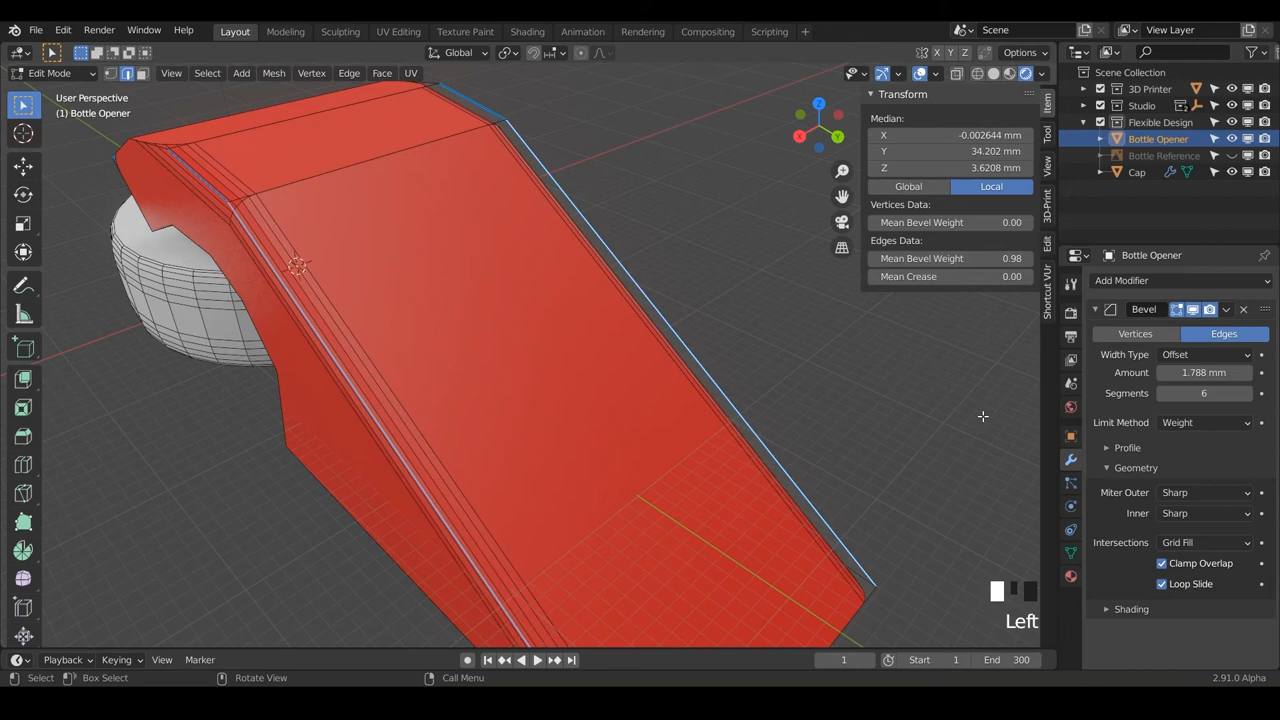 File Edit Render Window Help Layout Modeling Sculpting UV Editing Texture Paint Shading Animation Rendering Compositing Scripting + Scene View Layer
Global X Y Z Options
Edit Mode View Select Add Mesh Vertex Edge Face UV
User Perspective
(1) Bottle Opener
Z
X Y
Transform
Median:
X -0.002644 mm
Y 34.202 mm
Z 3.6208 mm
Global Local
Vertices Data:
Mean Bevel Weight 0.00
Edges Data:
Mean Bevel Weight 0.98
Mean Crease 0.00
Item
Tool
View
3D-Print
Edit
Shortcut VUr
Scene Collection
3D Printer
Studio 2
Flexible Design
Bottle Opener
Bottle Reference
Cap
Bottle Opener
Add Modifier
Bevel
Vertices Edges
Width Type Offset
Amount 1.788 mm
Segments 6
Limit Method Weight
Profile
Geometry
Miter Outer Sharp
Inner Sharp
Intersections Grid Fill
Clamp Overlap
Loop Slide
Shading
Left
Playback Keying View Marker 1 Start 1 End 300
Select Box Select Rotate View Call Menu 2.91.0 Alpha